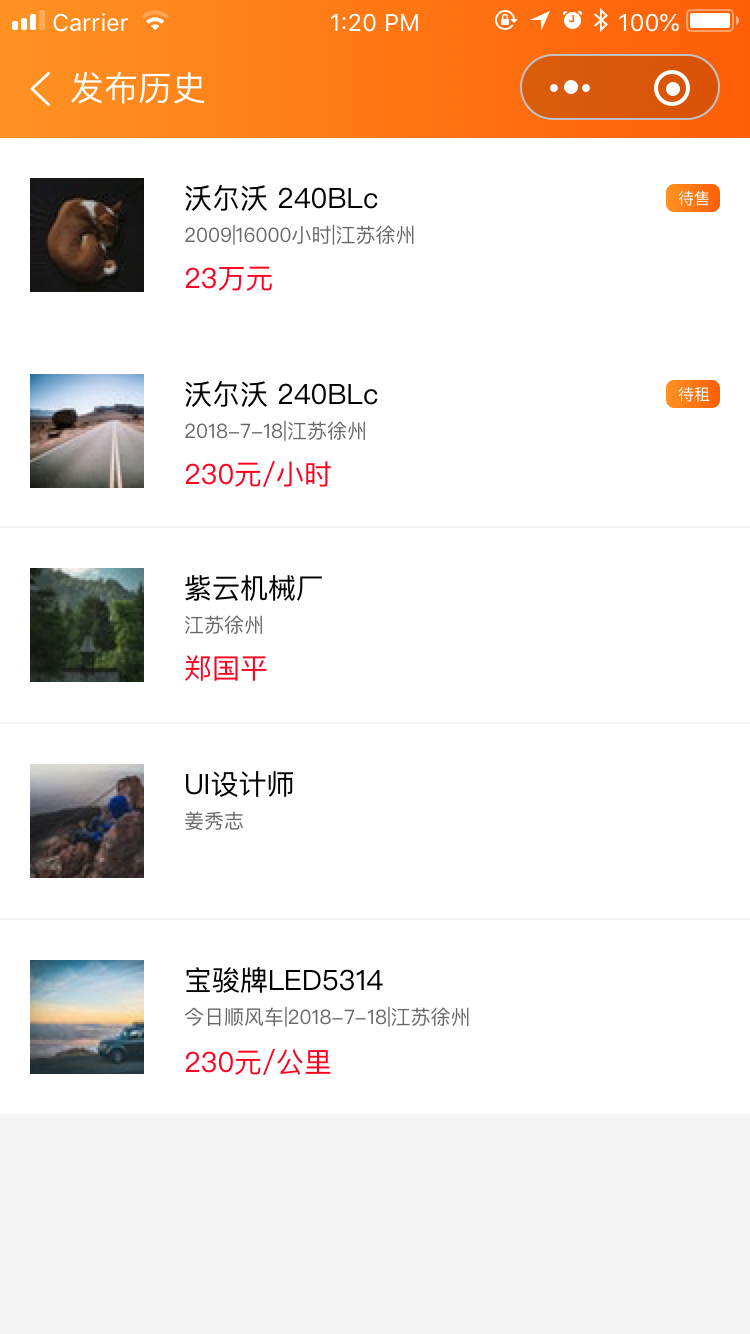 Carrier 1:20 PM 100%
发布历史
沃尔沃 240BLc 待售
2009|16000小时|江苏徐州
23万元
沃尔沃 240BLc 待租
2018-7-18|江苏徐州
230元/小时
紫云机械厂
江苏徐州
郑国平
UI设计师
姜秀志
宝骏牌LED5314
今日顺风车|2018-7-18|江苏徐州
230元/公里